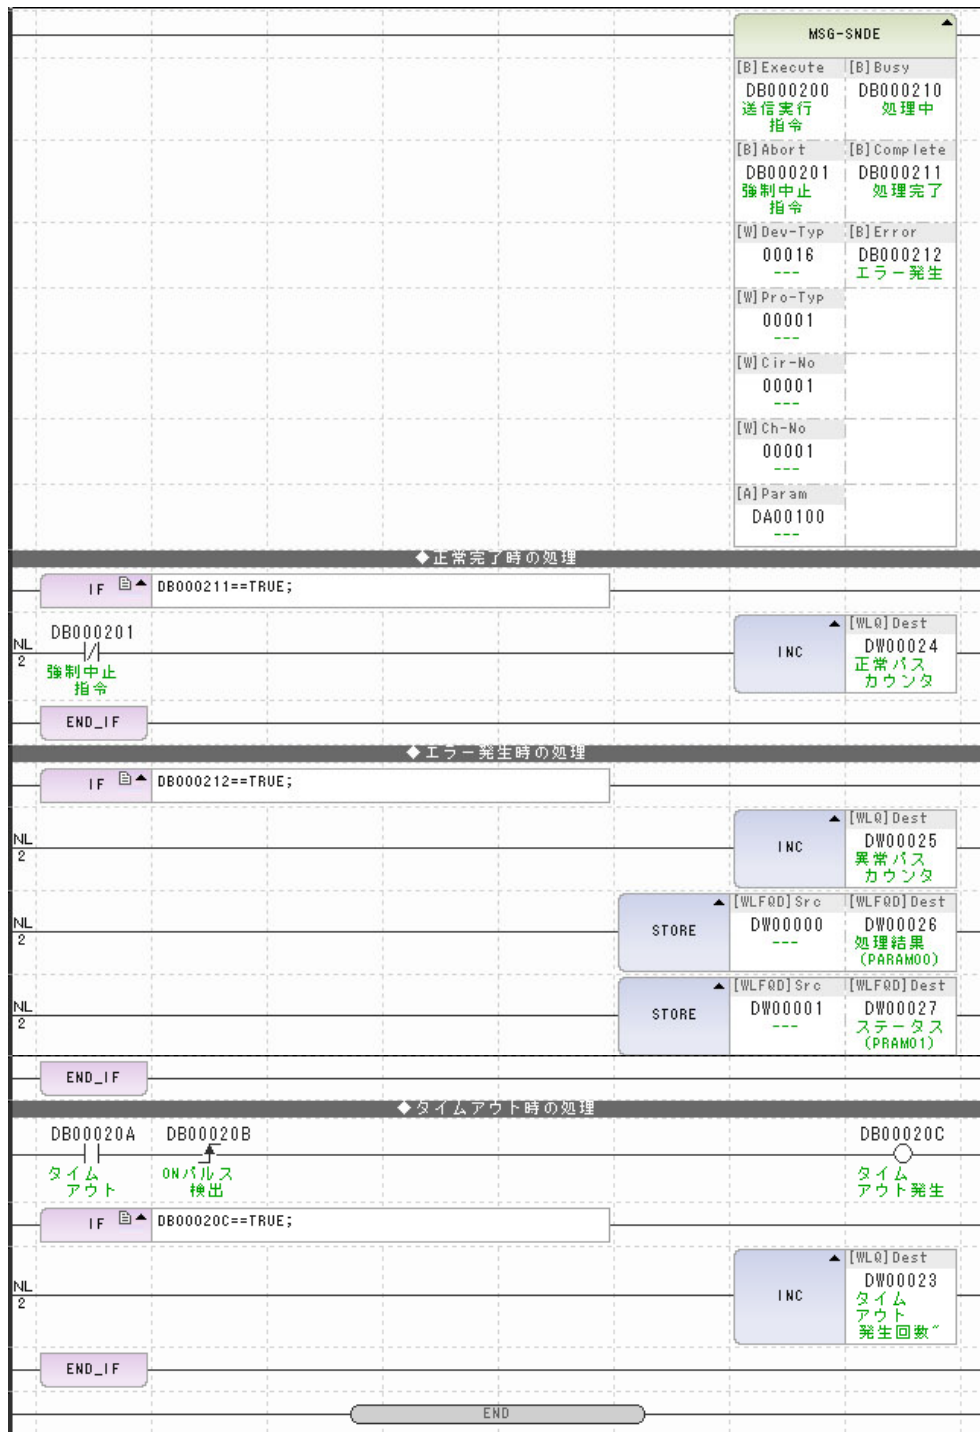 MSG-SNDE
[B]Execute [B]Busy
DB000200 DB000210
送信実行 処理中
指令
[B]Abort [B]Complete
DB000201 DB000211
強制中止 処理完了
指令
[W]Dev-Typ [B]Error
00016 DB000212
--- エラー発生
[W]Pro-Typ
00001
---
[W]Cir-No
00001
---
[W]Ch-No
00001
---
[A]Param
DA00100
---
◆正常完了時の処理
IF DB000211==TRUE;
NL
2
DB000201
強制中止
指令
INC
[WLQ]Dest
DW00024
正常パス
カウンタ
END_IF
◆エラー発生時の処理
IF DB000212==TRUE;
NL
2
INC
[WLQ]Dest
DW00025
異常パス
カウンタ
NL
2
STORE
[WLFQD]Src [WLFQD]Dest
DW00000 DW00026
--- 処理結果
(PARAM00)
NL
2
STORE
[WLFQD]Src [WLFQD]Dest
DW00001 DW00027
--- ステータス
(PRAM01)
END_IF
◆タイムアウト時の処理
DB00020A DB00020B DB00020C
タイム ONパルス タイム
アウト 検出 アウト発生
IF DB00020C==TRUE;
NL
2
INC
[WLQ]Dest
DW00023
タイム
アウト
発生回数~
END_IF
END